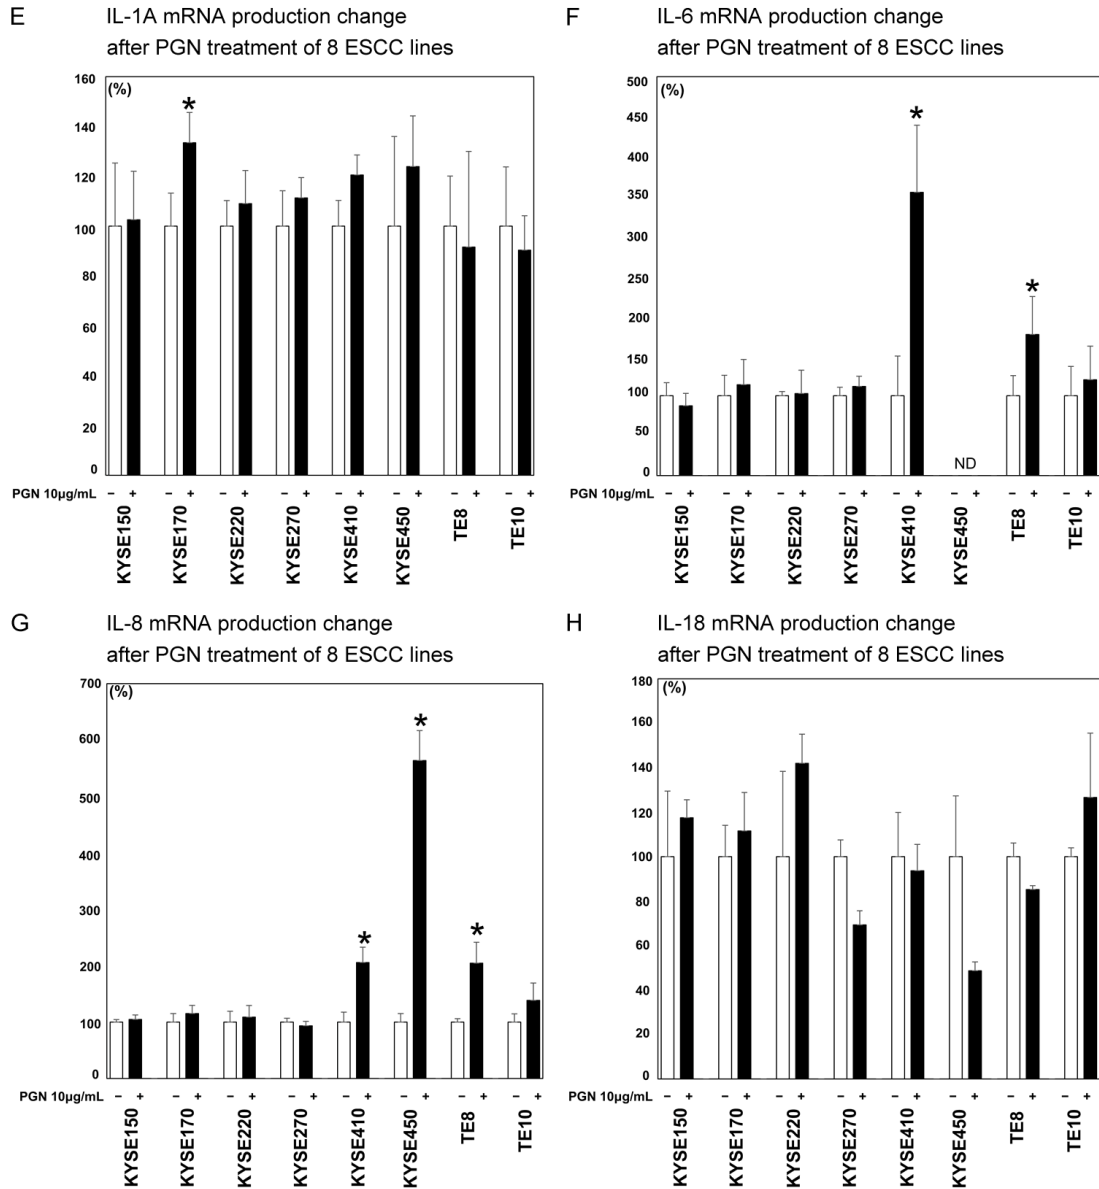 E
IL-1A mRNA production change
after PGN treatment of 8 ESCC lines
(%)
160
140
120
100
80
60
40
20
0
*
PGN 10μg/mL – + – + – + – + – + – + – + – +
KYSE150 KYSE170 KYSE220 KYSE270 KYSE410 KYSE450 TE8 TE10
F
IL-6 mRNA production change
after PGN treatment of 8 ESCC lines
(%)
500
450
400
350
300
250
200
150
100
50
0
*
*
ND
PGN 10μg/mL – + – + – + – + – + – + – + – +
KYSE150 KYSE170 KYSE220 KYSE270 KYSE410 KYSE450 TE8 TE10
G
IL-8 mRNA production change
after PGN treatment of 8 ESCC lines
(%)
700
600
500
400
300
200
100
0
*
*
*
PGN 10μg/mL – + – + – + – + – + – + – + – +
KYSE150 KYSE170 KYSE220 KYSE270 KYSE410 KYSE450 TE8 TE10
H
IL-18 mRNA production change
after PGN treatment of 8 ESCC lines
(%)
180
160
140
120
100
80
60
40
20
0
PGN 10μg/mL – + – + – + – + – + – + – + – +
KYSE150 KYSE170 KYSE220 KYSE270 KYSE410 KYSE450 TE8 TE10